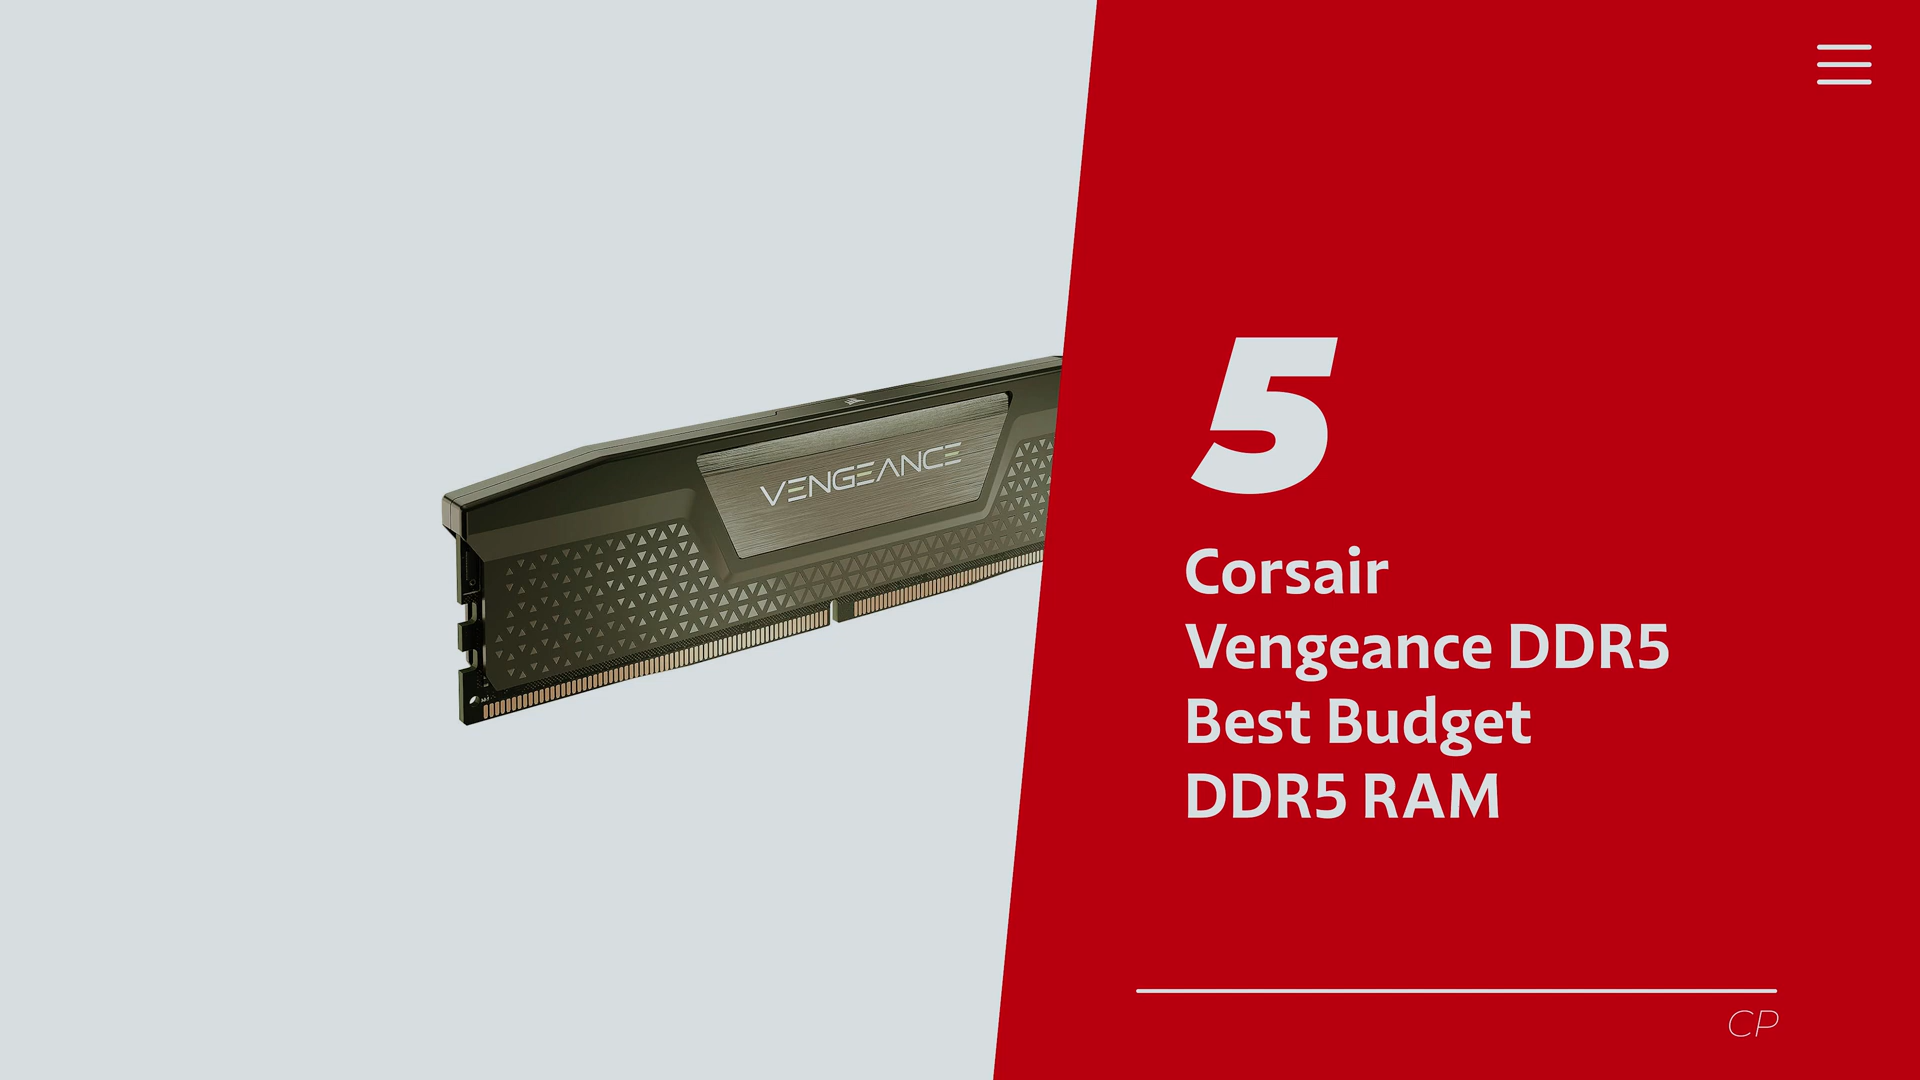 VENGEANCE
5
Corsair
Vengeance DDR5
Best Budget
DDR5 RAM
CP